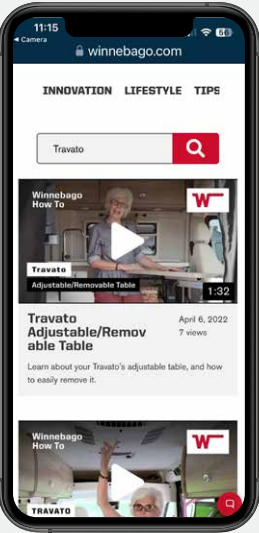 11:15
Camera
60
winnebago.com
INNOVATION LIFESTYLE TIPS
Travato
Winnebago
How To
W
Travato
Adjustable/Removable Table
1:32
Travato
Adjustable/Remov
able Table
April 6, 2022
7 views
Learn about your Travato's adjustable table, and how
to easily remove it.
Winnebago
How To
W
TRAVATO